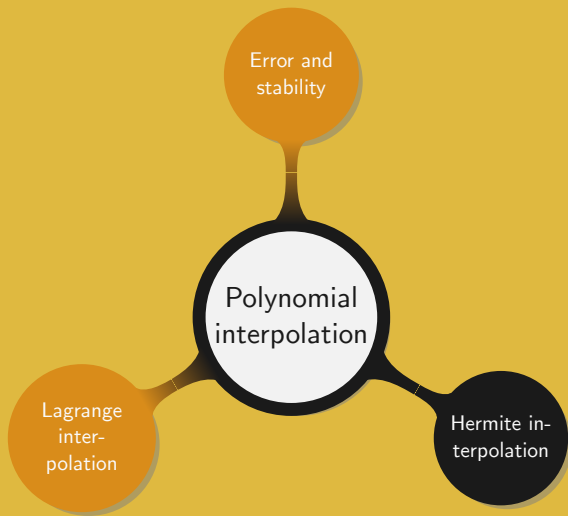 Error and
stability
Polynomial
interpolation
Lagrange
inter-
polation
Hermite in-
terpolation